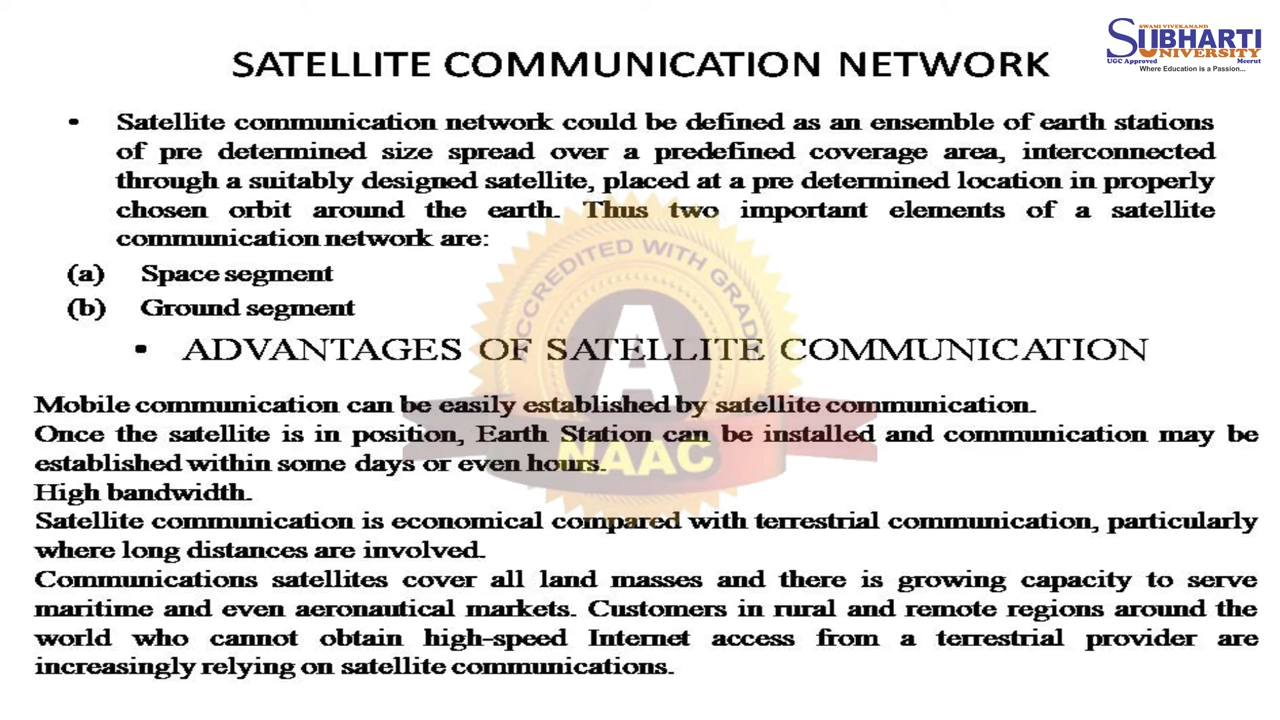 SWAMI VIVEKANAND
SUBHARTI
UNIVERSITY
UGC Approved Meerut
Where Education is a Passion...
SATELLITE COMMUNICATION NETWORK
• Satellite communication network could be defined as an ensemble of earth stations
of pre determined size spread over a predefined coverage area, interconnected
through a suitably designed satellite, placed at a pre determined location in properly
chosen orbit around the earth. Thus two important elements of a satellite
communication network are:
(a) Space segment
(b) Ground segment
• ADVANTAGES OF SATELLITE COMMUNICATION
Mobile communication can be easily established by satellite communication.
Once the satellite is in position, Earth Station can be installed and communication may be
established within some days or even hours.
High bandwidth.
Satellite communication is economical compared with terrestrial communication, particularly
where long distances are involved.
Communications satellites cover all land masses and there is growing capacity to serve
maritime and even aeronautical markets. Customers in rural and remote regions around the
world who cannot obtain high-speed Internet access from a terrestrial provider are
increasingly relying on satellite communications.
ACCREDITED WITH GRADE
A
NAAC